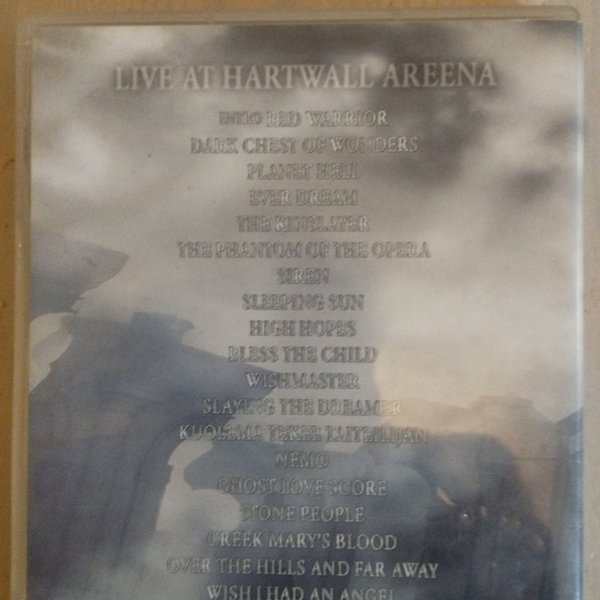 LIVE AT HARTWALL AREENA
INTRO RED WARRIOR
DARK CHEST OF WONDERS
PLANET HELL
EVER DREAM
THE KINSLAYER
THE PHANTOM OF THE OPERA
SIREN
SLEEPING SUN
HIGH HOPES
BLESS THE CHILD
WISHMASTER
SLAYING THE DREAMER
KUOLEMA TEKEE TAITEILIJAN
NEMO
GHOST LOVE SCORE
STONE PEOPLE
CREEK MARY'S BLOOD
OVER THE HILLS AND FAR AWAY
WISH I HAD AN ANGEL